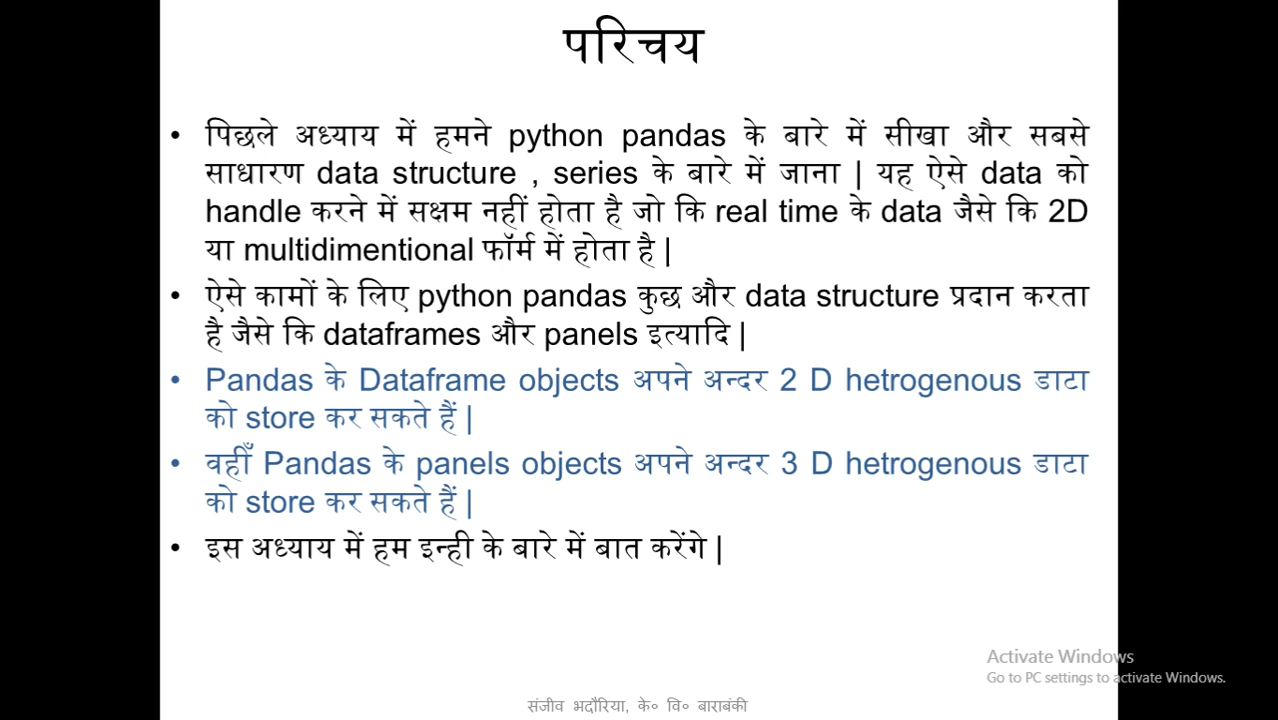 परिचय
• पिछले अध्याय में हमने python pandas के बारे में सीखा और सबसे
साधारण data structure , series के बारे में जाना | यह ऐसे data को
handle करने में सक्षम नहीं होता है जो कि real time के data जैसे कि 2D
या multidimentional फॉर्म में होता है |
• ऐसे कामों के लिए python pandas कुछ और data structure प्रदान करता
है जैसे कि dataframes और panels इत्यादि |
• Pandas के Dataframe objects अपने अन्दर 2 D hetrogenous डाटा
को store कर सकते हैं |
• वहीँ Pandas के panels objects अपने अन्दर 3 D hetrogenous डाटा
को store कर सकते हैं |
• इस अध्याय में हम इन्ही के बारे में बात करेंगे |
Activate Windows
Go to PC settings to activate Windows.
संजीव भदौरिया, के० वि० बाराबंकी